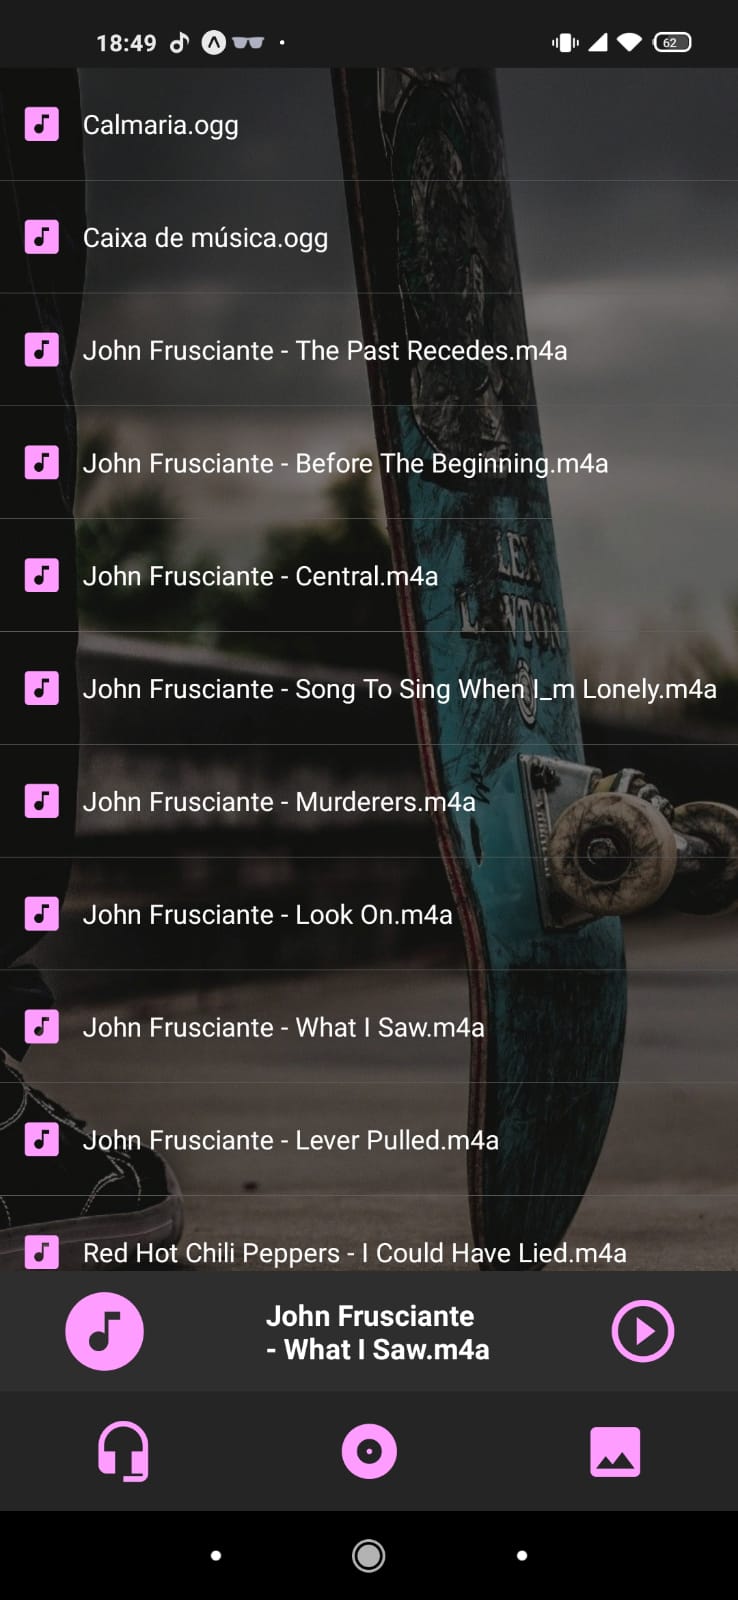 18:49
62
Calmaria.ogg
Caixa de música.ogg
John Frusciante - The Past Recedes.m4a
John Frusciante - Before The Beginning.m4a
John Frusciante - Central.m4a
John Frusciante - Song To Sing When I_m Lonely.m4a
John Frusciante - Murderers.m4a
John Frusciante - Look On.m4a
John Frusciante - What I Saw.m4a
John Frusciante - Lever Pulled.m4a
Red Hot Chili Peppers - I Could Have Lied.m4a
John Frusciante
- What I Saw.m4a